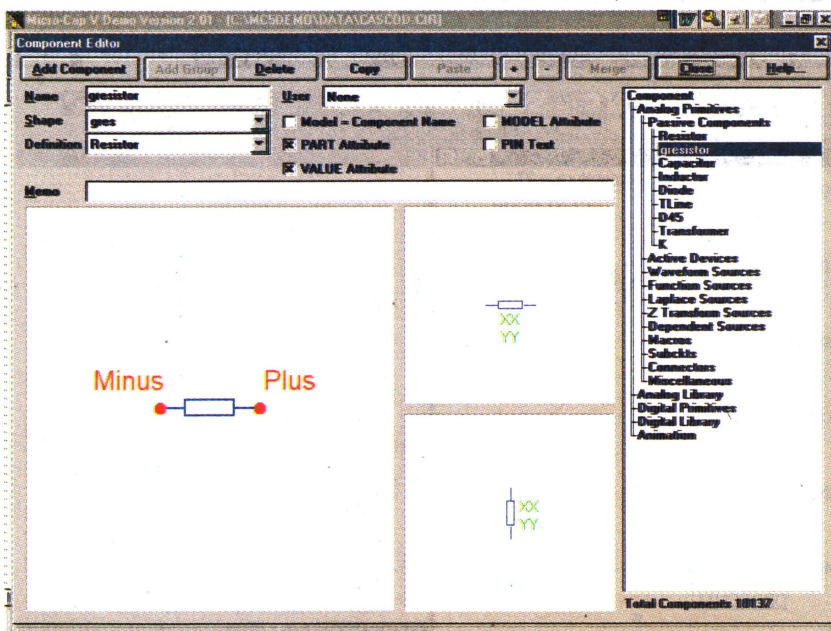 Micro-Cap V Demo Version 2.01 - [C:\MC5DEMO\DATA\CASCOD.CIR]
Component Editor
Add Component Add Group Delete Copy Paste + - Merge Close Help...
Name gresistor User None
Shape gres Model = Component Name MODEL Attribute
Definition Resistor PART Attribute PIN Text
VALUE Attribute
Memo
Minus Plus
XX
YY
XX
YY
Component
Analog Primitives
Passive Components
Resistor
gresistor
Capacitor
Inductor
Diode
TLine
D45
Transformer
K
Active Devices
Waveform Sources
Function Sources
Laplace Sources
Z Transform Sources
Dependent Sources
Macros
Subckts
Connectors
Miscellaneous
Analog Library
Digital Primitives
Digital Library
Animation
Total Components 10137